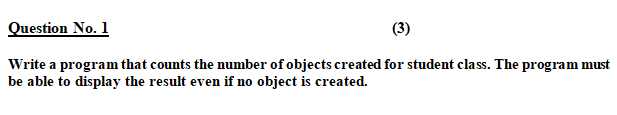 Question No. 1 (3)
Write a program that counts the number of objects created for student class. The program must
be able to display the result even if no object is created.